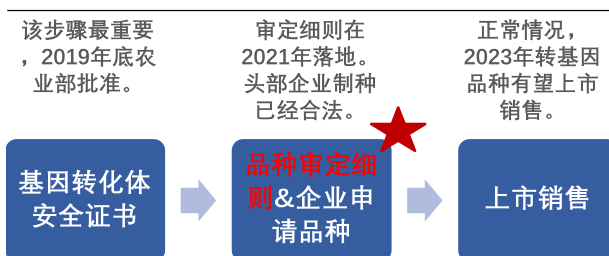 该步骤最重要
，2019年底农
业部批准。
审定细则在
2021年落地。
头部企业制种
已经合法。
正常情况，
2023年转基因
品种有望上市
销售。
基因转化体
安全证书
品种审定细
则&企业申
请品种
上市销售